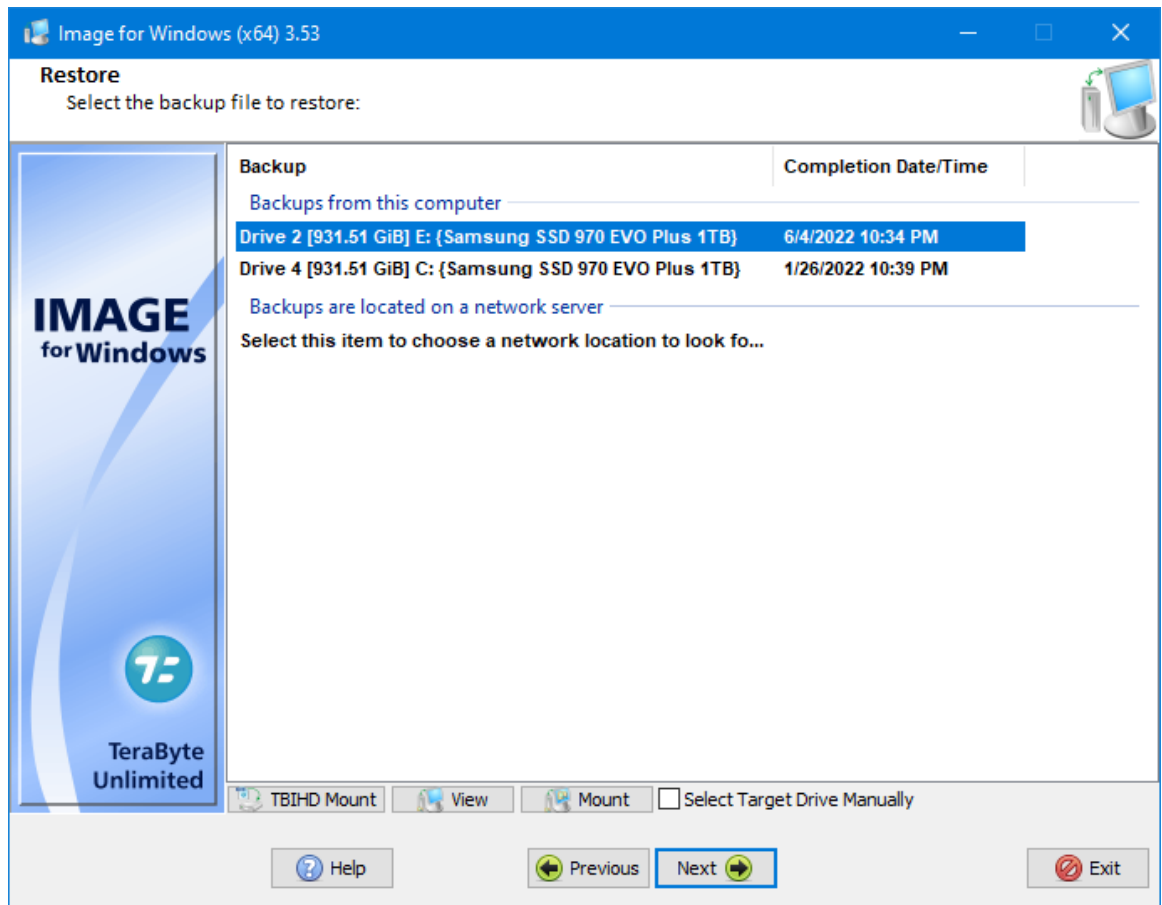 Image for Windows (x64) 3.53
Restore
Select the backup file to restore:
Backup Completion Date/Time
Backups from this computer
Drive 2 [931.51 GiB] E: {Samsung SSD 970 EVO Plus 1TB} 6/4/2022 10:34 PM
Drive 4 [931.51 GiB] C: {Samsung SSD 970 EVO Plus 1TB} 1/26/2022 10:39 PM
Backups are located on a network server
Select this item to choose a network location to look fo...
IMAGE
for Windows
TeraByte
Unlimited
TBIHD Mount View Mount Select Target Drive Manually
Help Previous Next Exit